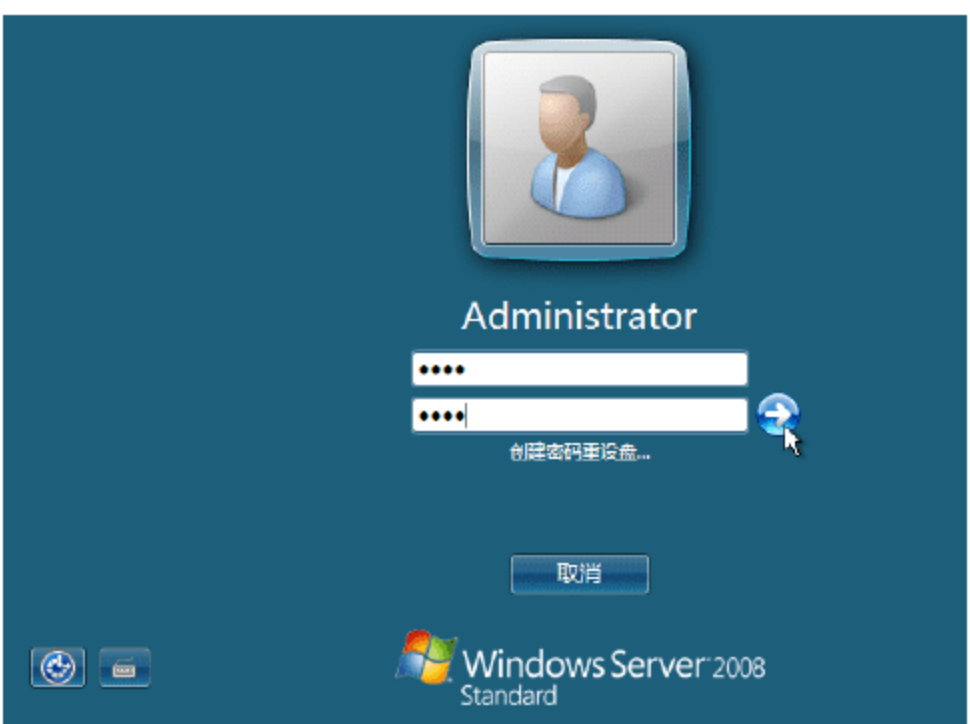 Administrator
••••
••••
创建密码重设盘...
取消
Windows Server 2008
Standard